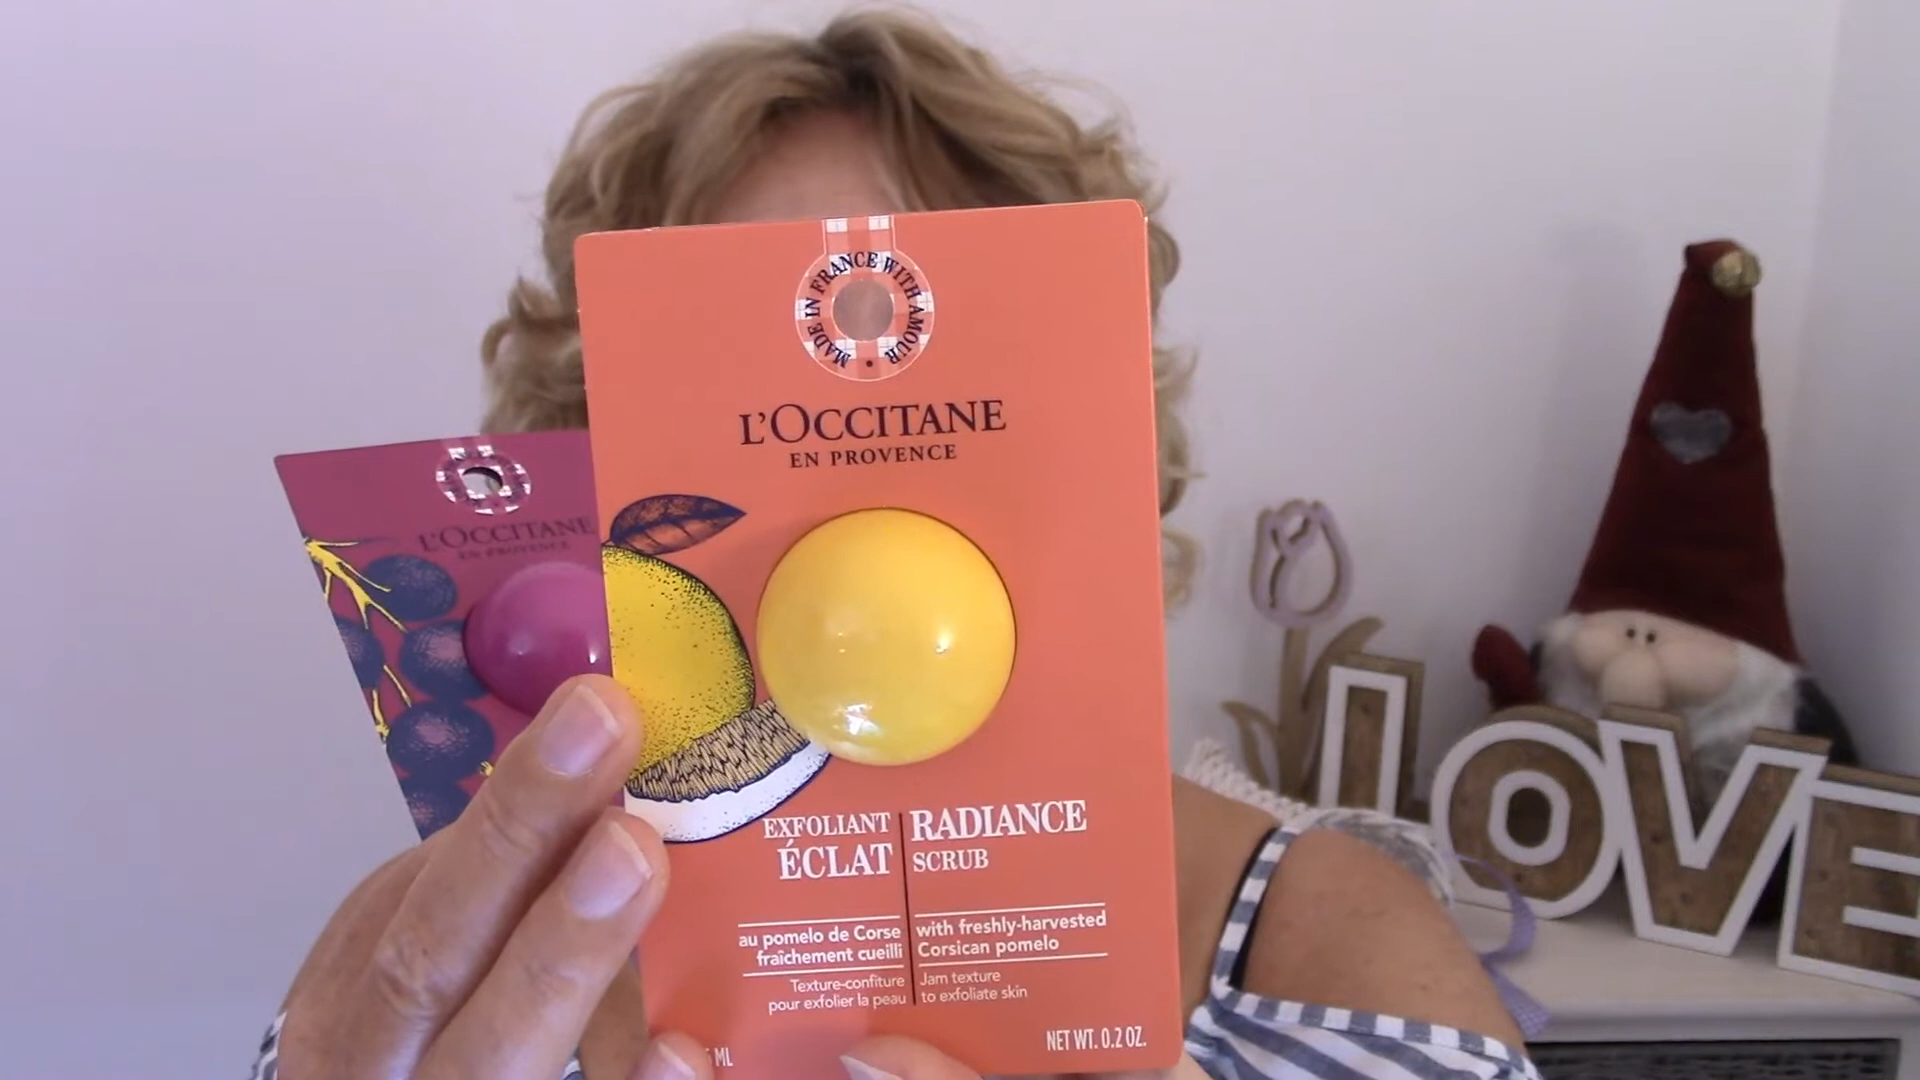 MADE IN FRANCE WITH AMOUR
L'OCCITANE
EN PROVENCE
L'OCCITANE
EN PROVENCE
EXFOLIANT
ÉCLAT
RADIANCE
SCRUB
au pomelo de Corse
fraîchement cueilli
with freshly-harvested
Corsican pomelo
Texture-confiture
pour exfolier la peau
Jam texture
to exfoliate skin
ML
NET WT. 0.2 OZ.
LOVE